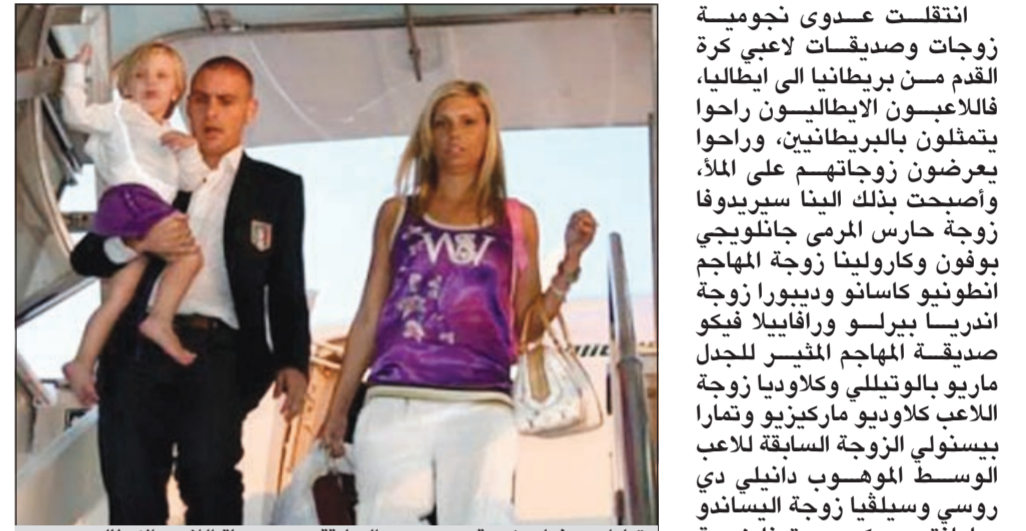 انتقلت عدوى نجومية
زوجات وصديقات لاعبي كرة
القدم من بريطانيا الى ايطاليا،
فاللاعبون الايطاليون راحوا
يتمثلون بالبريطانيين، وراحوا
يعرضون زوجاتهم على الملأ،
وأصبحت بذلك الينا سيريدوفا
زوجة حارس المرمى جانلويجي
بوفون وكارولينا زوجة المهاجم
انطونيو كاسانو وديبورا زوجة
اندريا بيرلو ورافاييلا فيكو
صديقة المهاجم المثير للجدل
ماريو بالوتيللي وكلاوديا زوجة
اللاعب كلاوديو ماركيزيو وتمارا
بيسنولي الزوجة السابقة للاعب
الوسط الموهوب دانيلي دي
روسي وسيلڤيا زوجة اليساندو